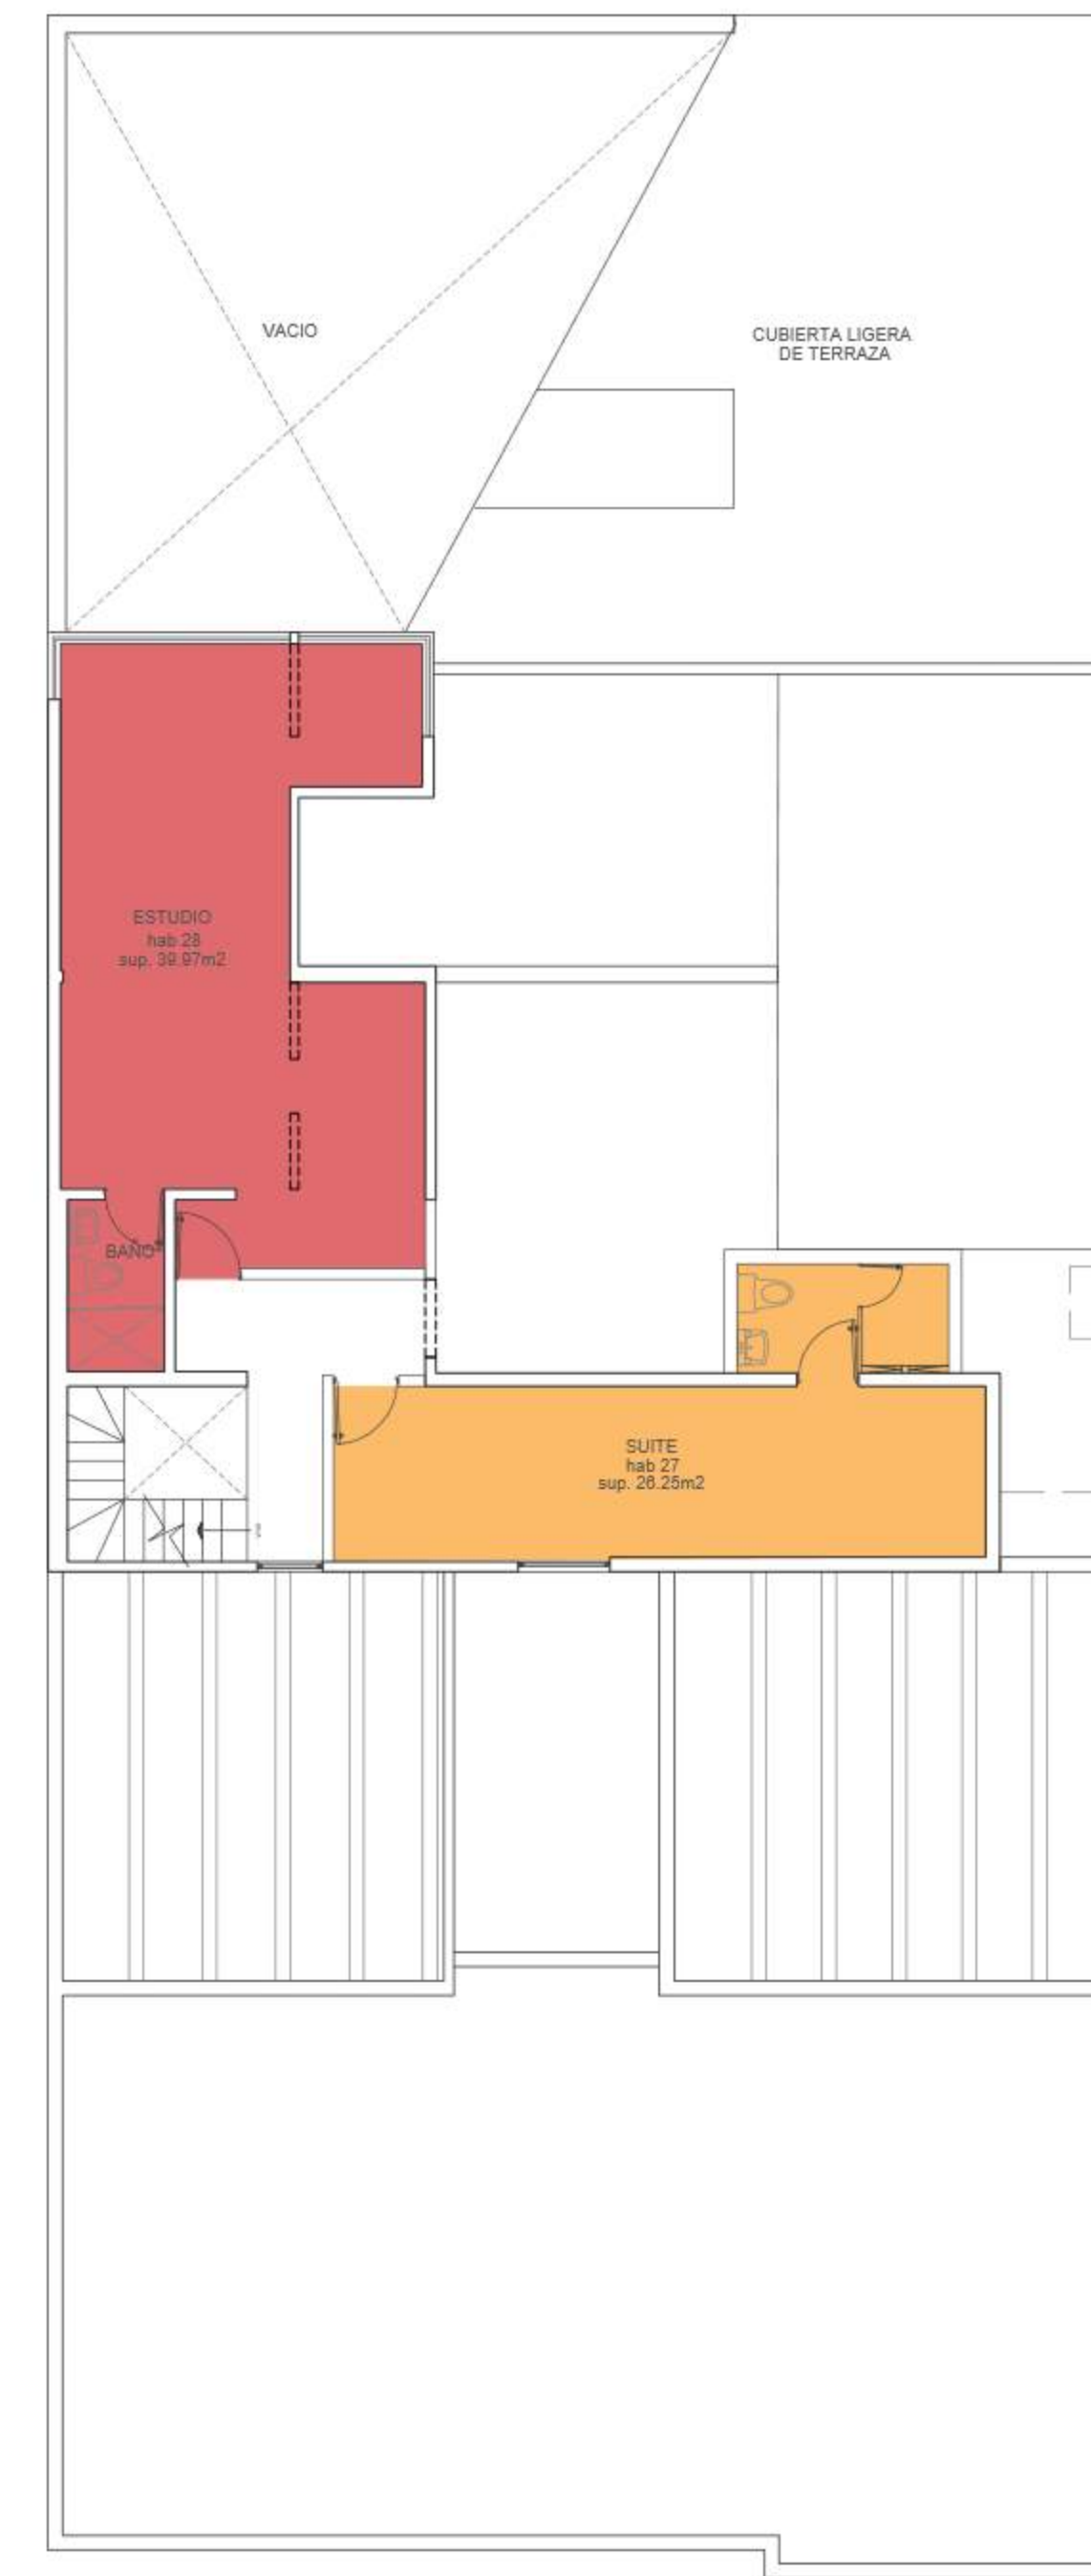 VACIO
CUBIERTA LIGERA
DE TERRAZA
ESTUDIO
hab 28
sup. 39.97m2
BAÑO
SUITE
hab 27
sup. 26.25m2